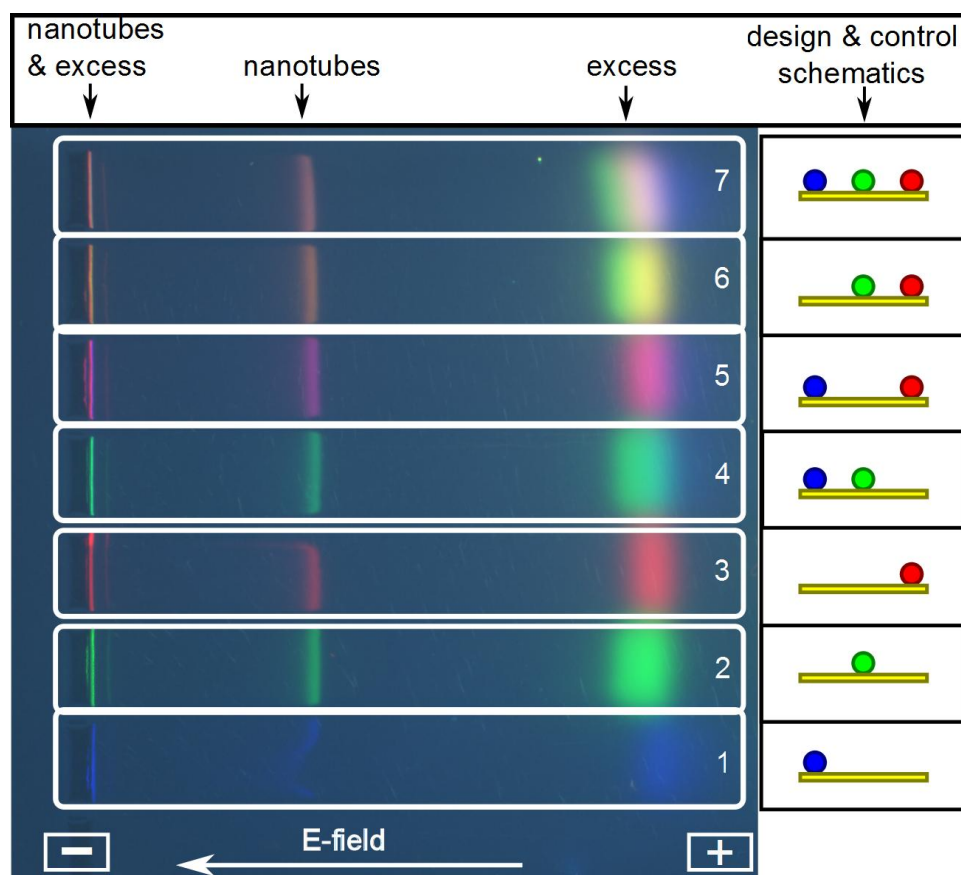 nanotubes
& excess
nanotubes
excess
design & control
schematics
7
6
5
4
3
2
1
E-field
−
+